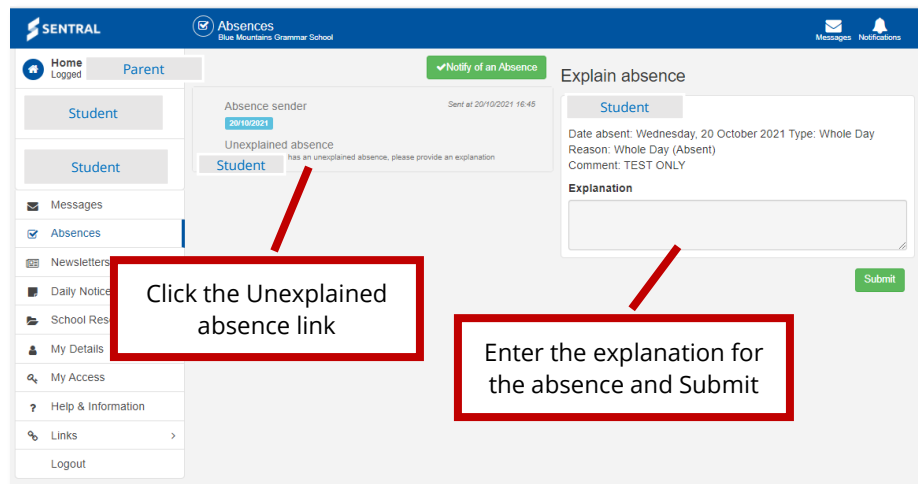 SENTRAL
Absences
Blue Mountains Grammar School
Messages
Notifications
Home
Logged
Parent
Student
Student
Messages
Absences
Newsletters
Daily Notice
School Res
My Details
My Access
Help & Information
Links
Logout
Notify of an Absence
Absence sender
Sent at 20/10/2021 16:45
20/10/2021
Unexplained absence
Student
has an unexplained absence, please provide an explanation
Click the Unexplained
absence link
Explain absence
Student
Date absent: Wednesday, 20 October 2021 Type: Whole Day
Reason: Whole Day (Absent)
Comment: TEST ONLY
Explanation
Submit
Enter the explanation for
the absence and Submit